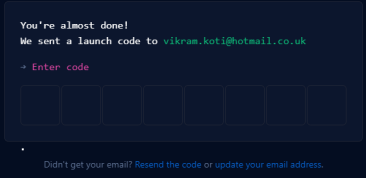 You're almost done!
We sent a launch code to vikram.koti@hotmail.co.uk
→ Enter code
Didn't get your email? Resend the code or update your email address.